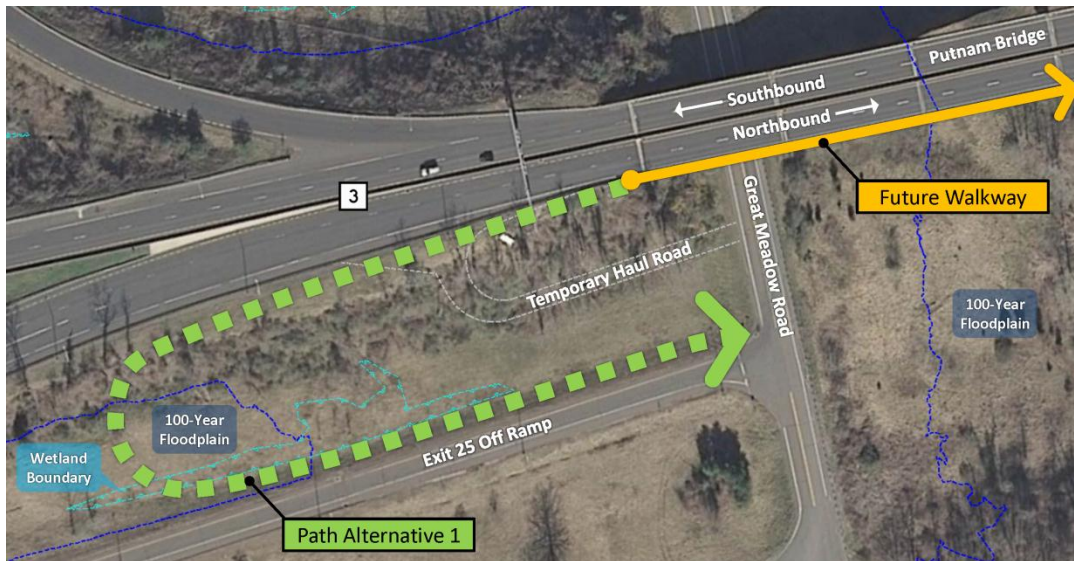 Putnam Bridge
Southbound
Northbound
3
Future Walkway
Great Meadow Road
Temporary Haul Road
100-Year
Floodplain
100-Year
Floodplain
Wetland
Boundary
Exit 25 Off Ramp
Path Alternative 1